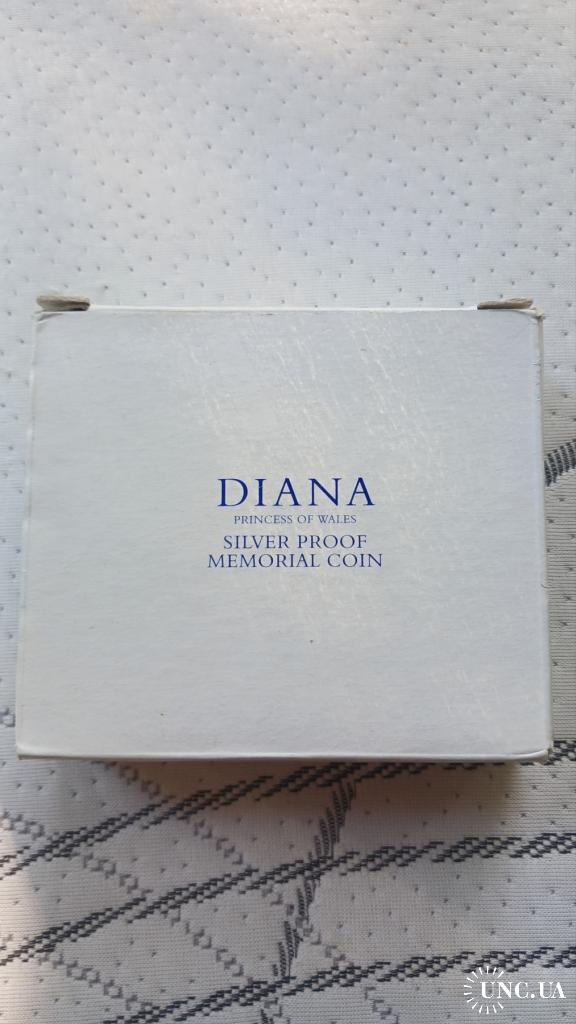 DIANA
PRINCESS OF WALES
SILVER PROOF
MEMORIAL COIN
UNC.UA